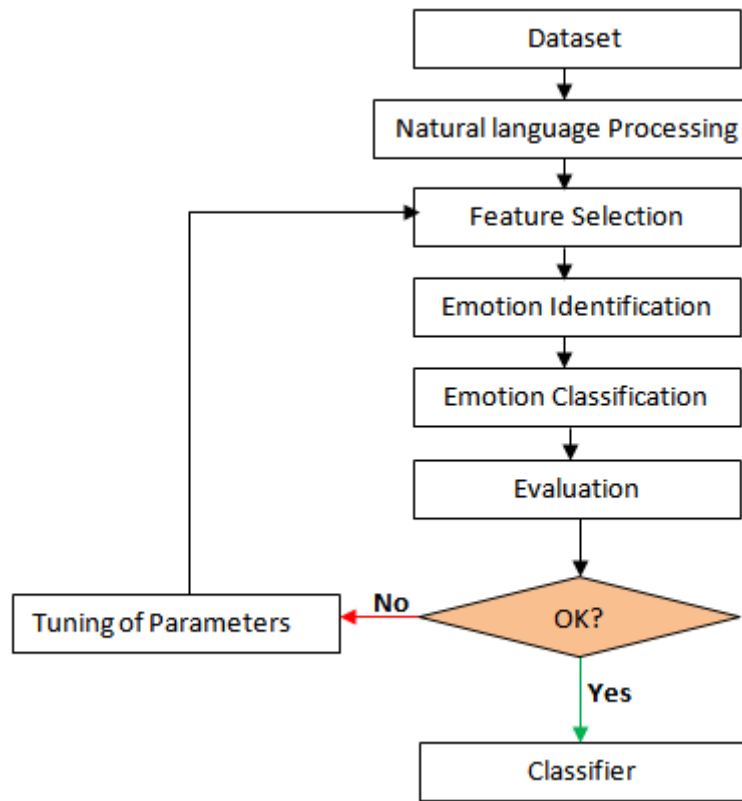 Dataset
Natural language Processing
Feature Selection
Emotion Identification
Emotion Classification
Evaluation
OK?
No
Tuning of Parameters
Yes
Classifier